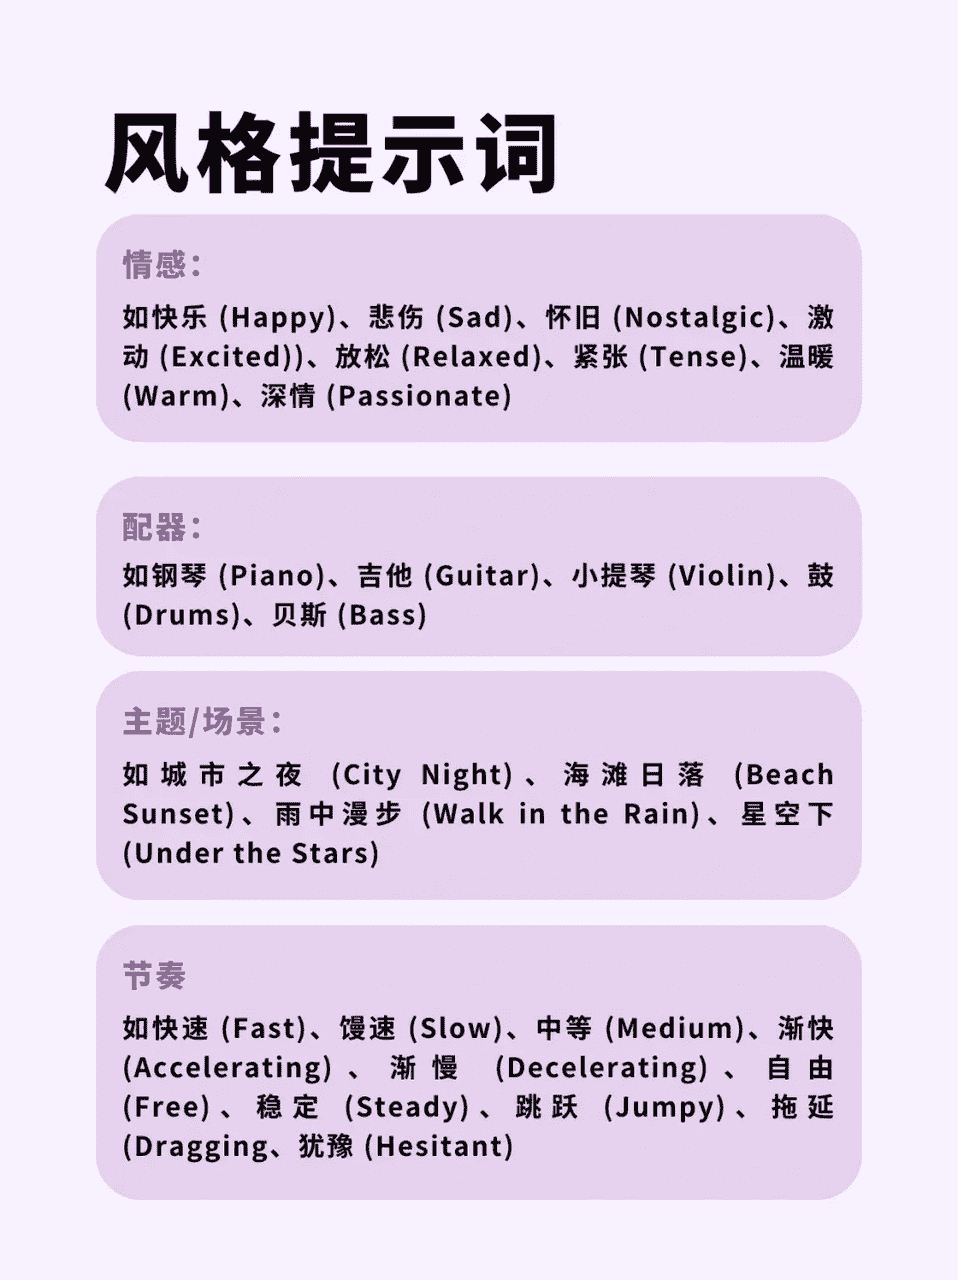 风格提示词
情感：
如快乐 (Happy)、悲伤 (Sad)、怀旧 (Nostalgic)、激
动 (Excited))、放松 (Relaxed)、紧张 (Tense)、温暖
(Warm)、深情 (Passionate)
配器：
如钢琴 (Piano)、吉他 (Guitar)、小提琴 (Violin)、鼓
(Drums)、贝斯 (Bass)
主题/场景：
如城市之夜 (City Night)、海滩日落 (Beach
Sunset)、雨中漫步 (Walk in the Rain)、星空下
(Under the Stars)
节奏
如快速 (Fast)、馒速 (Slow)、中等 (Medium)、渐快
(Accelerating)、渐慢 (Decelerating)、自由
(Free)、稳定 (Steady)、跳跃 (Jumpy)、拖延
(Dragging、犹豫 (Hesitant)